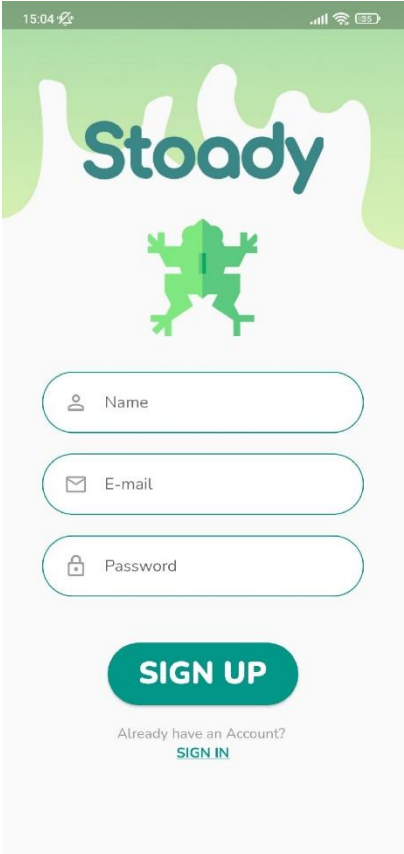 15:04
35
Stoady
Name
E-mail
Password
SIGN UP
Already have an Account?
SIGN IN